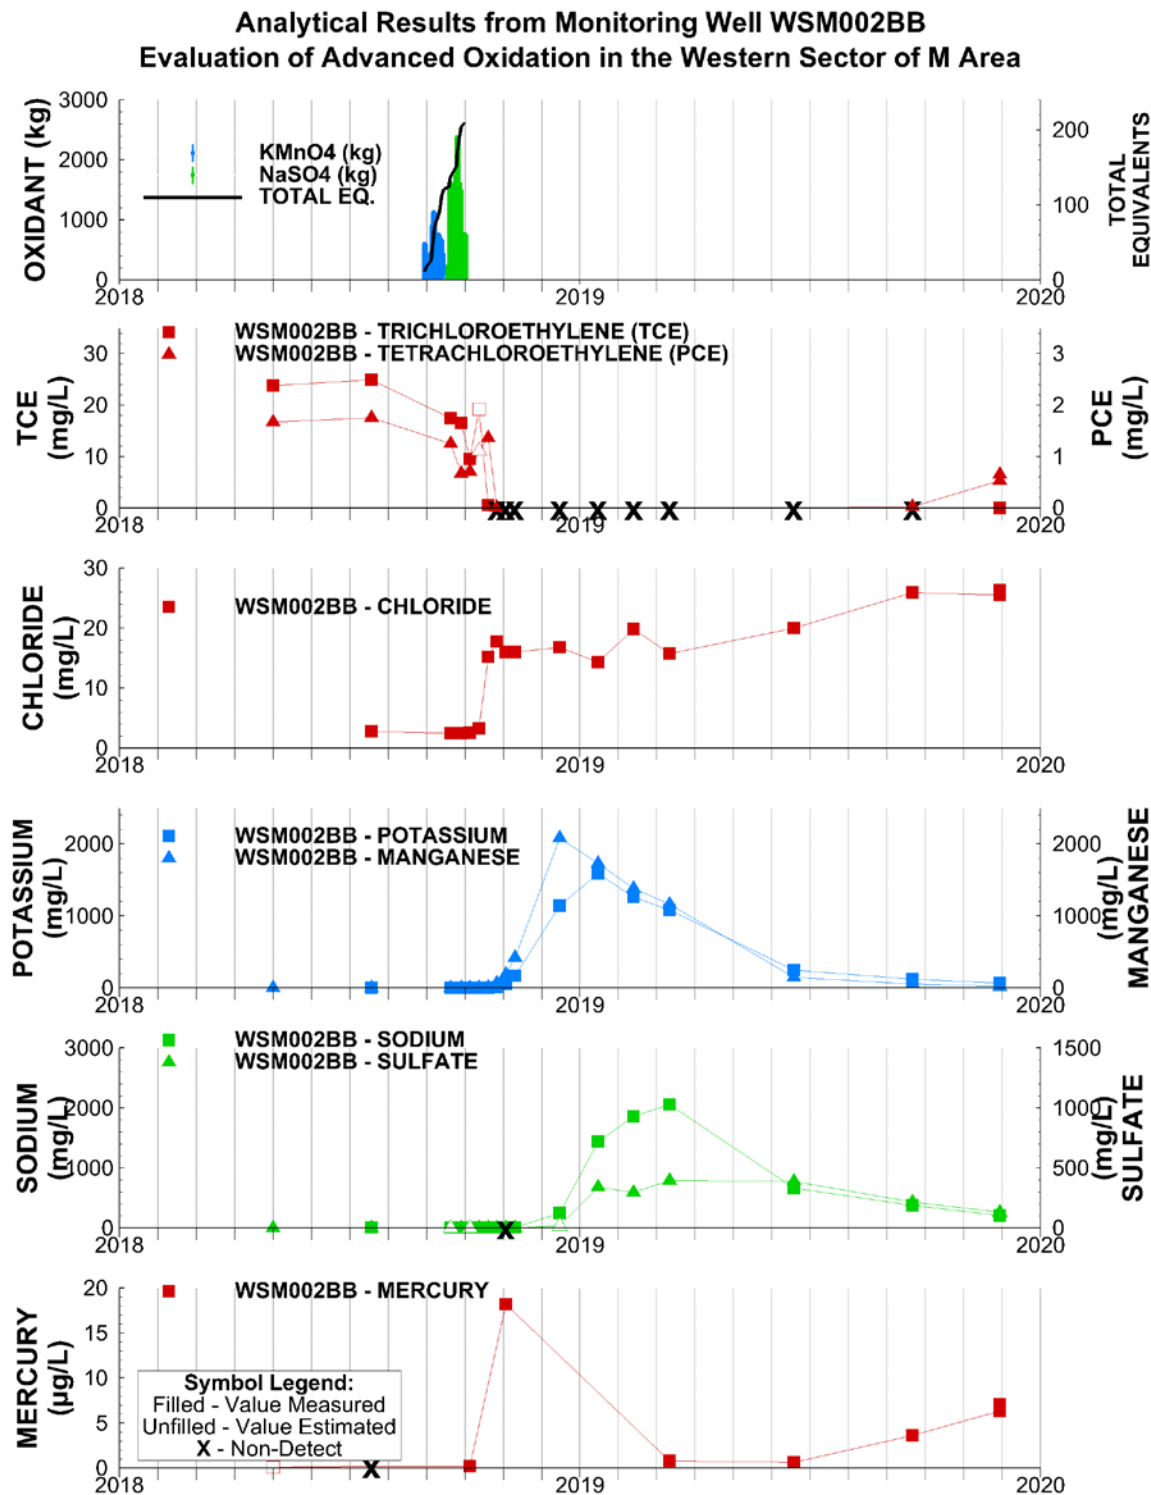 Analytical Results from Monitoring Well WSM002BB
Evaluation of Advanced Oxidation in the Western Sector of M Area
OXIDANT (kg)
3000
2000
1000
0
KMnO4 (kg)
NaSO4 (kg)
TOTAL EQ.
200
100
0
TOTAL
EQUIVALENTS
2018
2019
2020
TCE
(mg/L)
30
20
10
0
WSM002BB - TRICHLOROETHYLENE (TCE)
WSM002BB - TETRACHLOROETHYLENE (PCE)
X X X X X X X X X
3
2
1
0
PCE
(mg/L)
2018
2019
2020
CHLORIDE
(mg/L)
30
20
10
0
WSM002BB - CHLORIDE
2018
2019
2020
POTASSIUM
(mg/L)
2000
1000
0
WSM002BB - POTASSIUM
WSM002BB - MANGANESE
2000
1000
0
(mg/L)
MANGANESE
2018
2019
2020
SODIUM
(mg/L)
3000
2000
1000
0
WSM002BB - SODIUM
WSM002BB - SULFATE
X
1500
1000
500
0
(mg/L)
SULFATE
2018
2019
2020
MERCURY
(µg/L)
20
15
10
5
0
WSM002BB - MERCURY
Symbol Legend:
Filled - Value Measured
Unfilled - Value Estimated
X - Non-Detect
X
2018
2019
2020